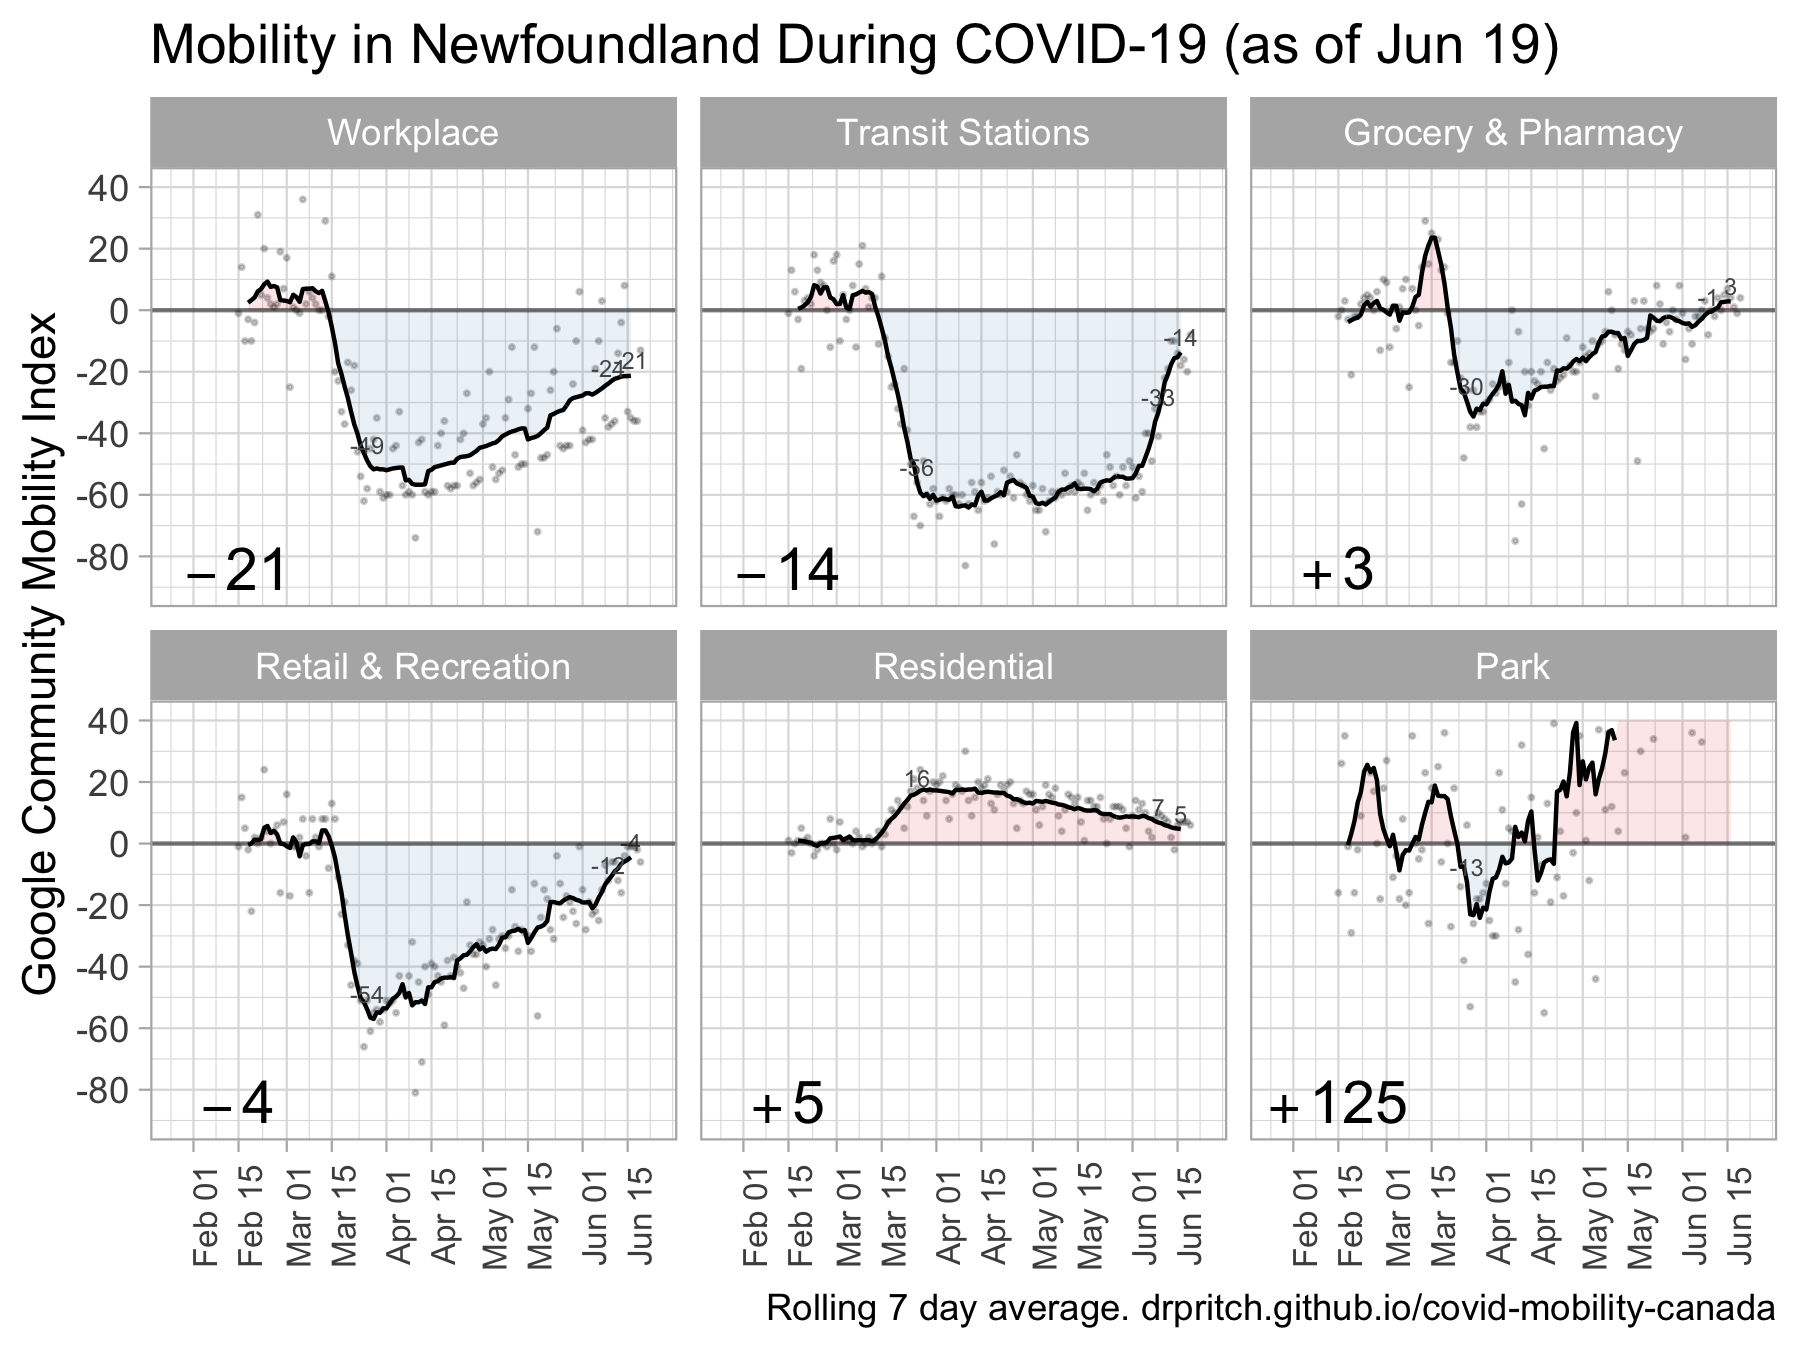 Mobility in Newfoundland During COVID-19 (as of Jun 19)
Google Community Mobility Index
Workplace
Transit Stations
Grocery & Pharmacy
40
20
0
-20
-40
-60
-80
-49
-24
-21
−21
-56
-33
-14
−14
-30
-1
3
+3
Retail & Recreation
Residential
Park
40
20
0
-20
-40
-60
-80
-54
-12
-4
−4
16
7
5
+5
-13
+125
Feb 01
Feb 15
Mar 01
Mar 15
Apr 01
Apr 15
May 01
May 15
Jun 01
Jun 15
Feb 01
Feb 15
Mar 01
Mar 15
Apr 01
Apr 15
May 01
May 15
Jun 01
Jun 15
Feb 01
Feb 15
Mar 01
Mar 15
Apr 01
Apr 15
May 01
May 15
Jun 01
Jun 15
Rolling 7 day average. drpritch.github.io/covid-mobility-canada